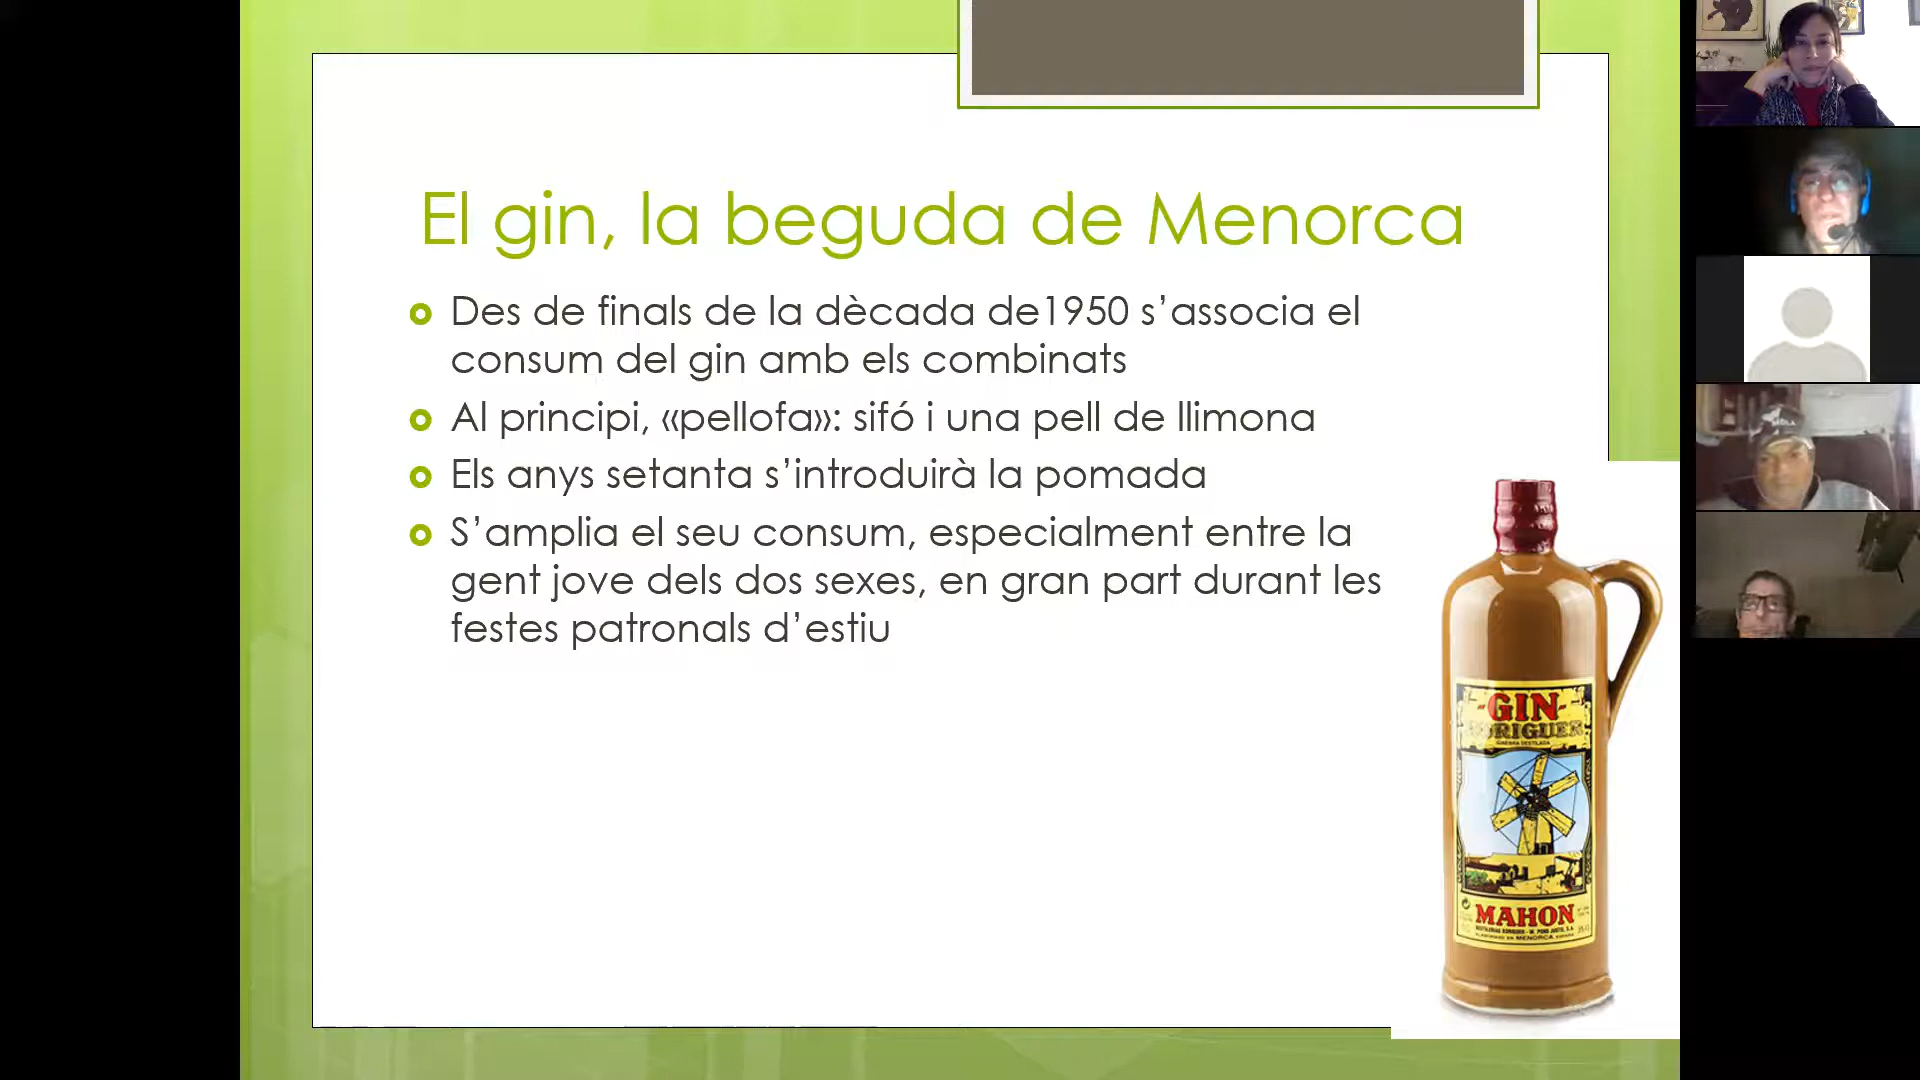 El gin, la beguda de Menorca
Des de finals de la dècada de1950 s’associa el
consum del gin amb els combinats
Al principi, «pellofa»: sifó i una pell de llimona
Els anys setanta s’introduirà la pomada
S’amplia el seu consum, especialment entre la
gent jove dels dos sexes, en gran part durant les
festes patronals d’estiu
GIN
MAHON